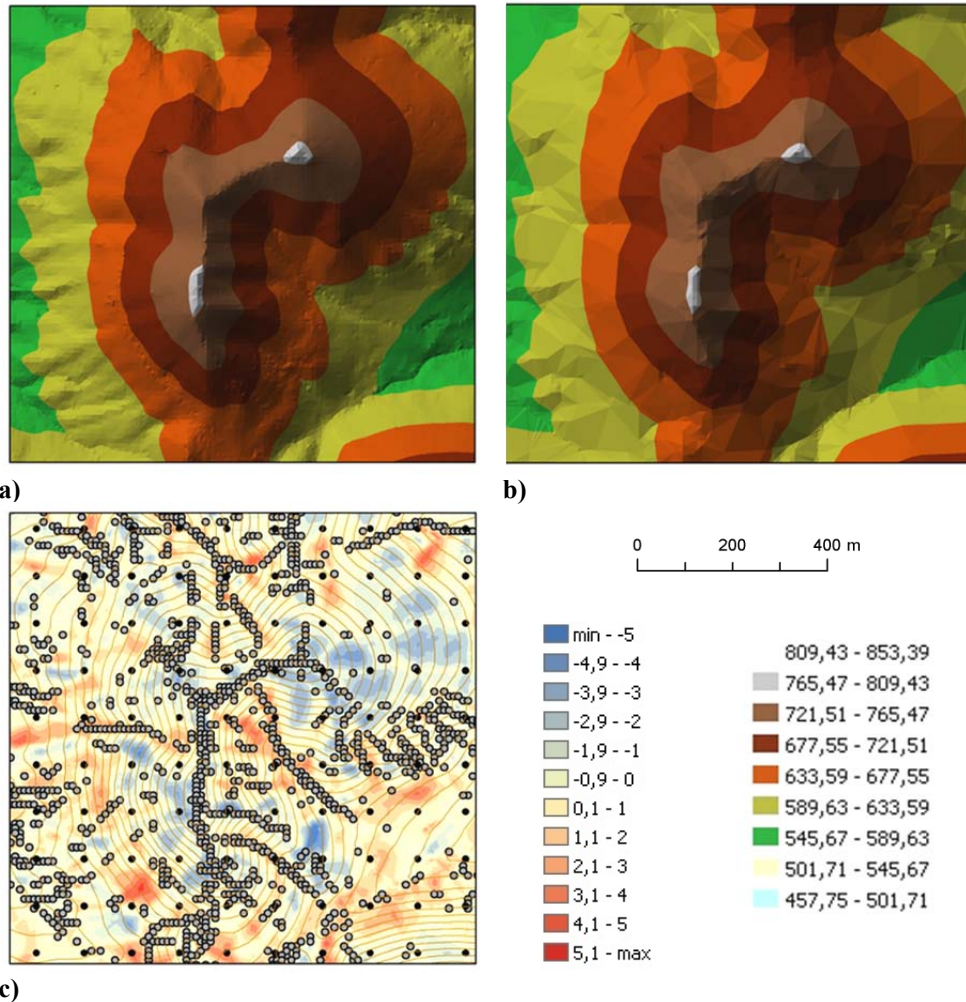 a)
b)
0 200 400 m
min - -5
-4,9 - -4
-3,9 - -3
-2,9 - -2
-1,9 - -1
-0,9 - 0
0,1 - 1
1,1 - 2
2,1 - 3
3,1 - 4
4,1 - 5
5,1 - max
809,43 - 853,39
765,47 - 809,43
721,51 - 765,47
677,55 - 721,51
633,59 - 677,55
589,63 - 633,59
545,67 - 589,63
501,71 - 545,67
457,75 - 501,71
c)